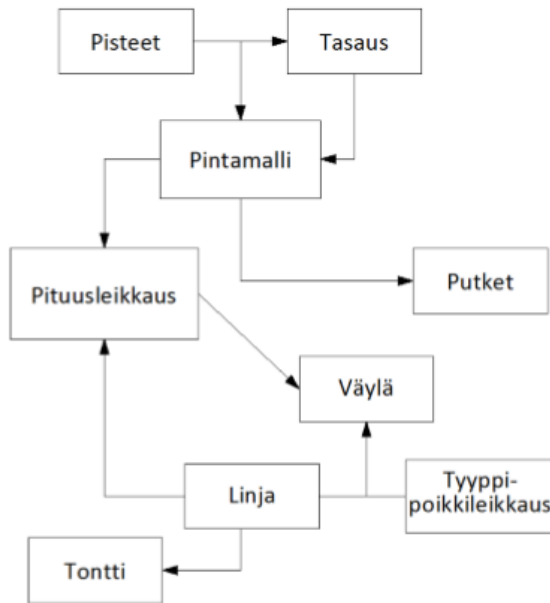 Pisteet
Tasaus
Pintamalli
Pituusleikkaus
Putket
Väylä
Linja
Tyyppi-
poikkileikkaus
Tontti